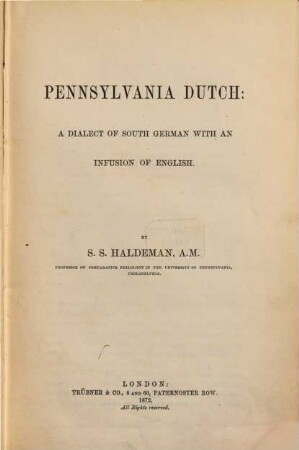 PENNSYLVANIA DUTCH:
A DIALECT OF SOUTH GERMAN WITH AN
INFUSION OF ENGLISH.
BY
S. S. HALDEMAN, A.M.
PROFESSOR OF COMPARATIVE PHILOLOGY IN THE UNIVERSITY OF PENNSYLVANIA,
PHILADELPHIA.
LONDON:
TRÜBNER & CO., 8 AND 60, PATERNOSTER ROW.
1872.
All Rights reserved.